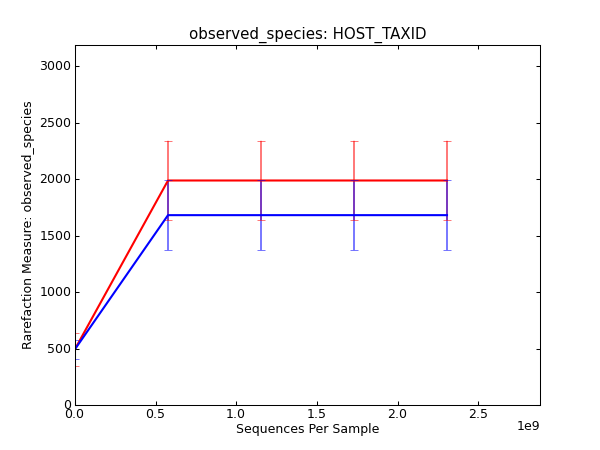 observed_species: HOST_TAXID
Rarefaction Measure: observed_species
3000
2500
2000
1500
1000
500
0
0.0 0.5 1.0 1.5 2.0 2.5
1e9
Sequences Per Sample